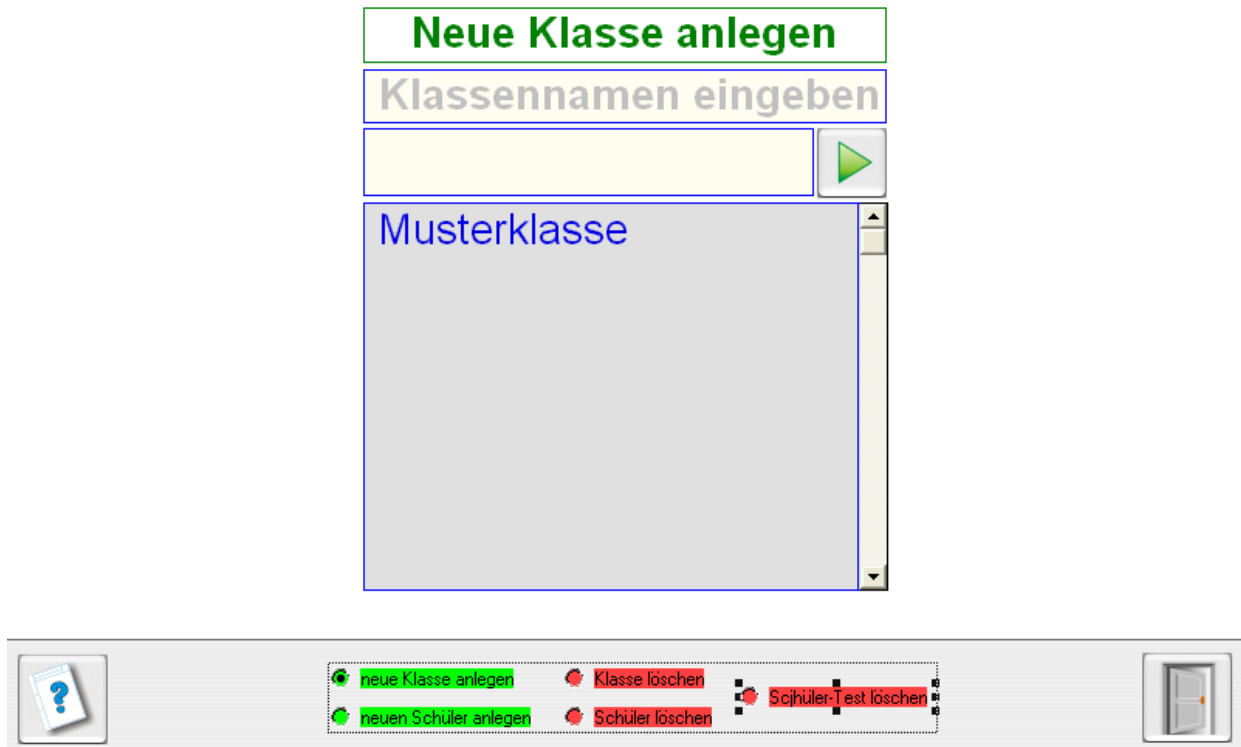 Neue Klasse anlegen
Klassennamen eingeben
Musterklasse
?
neue Klasse anlegen
Klasse löschen
Scjhüler-Test löschen
neuen Schüler anlegen
Schüler löschen